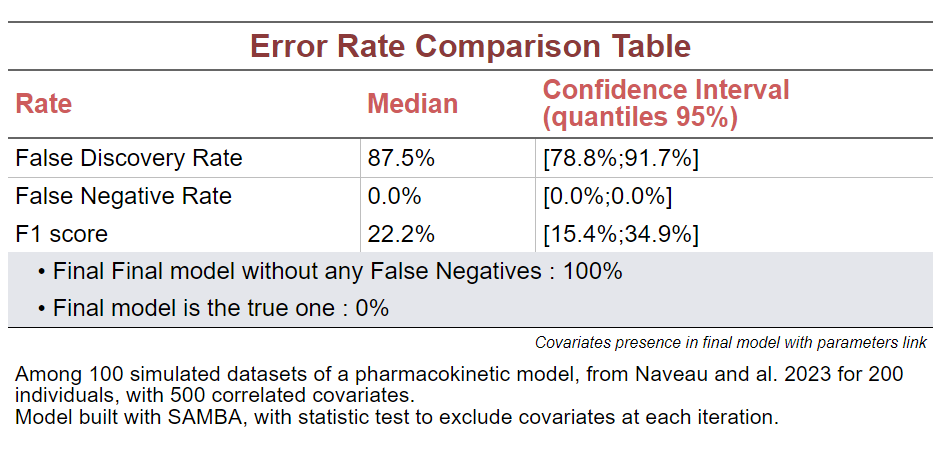 Error Rate Comparison Table
Rate Median Confidence Interval
(quantiles 95%)
False Discovery Rate 87.5% [78.8%;91.7%]
False Negative Rate 0.0% [0.0%;0.0%]
F1 score 22.2% [15.4%;34.9%]
• Final Final model without any False Negatives : 100%
• Final model is the true one : 0%
Covariates presence in final model with parameters link
Among 100 simulated datasets of a pharmacokinetic model, from Naveau and al. 2023 for 200
individuals, with 500 correlated covariates.
Model built with SAMBA, with statistic test to exclude covariates at each iteration.